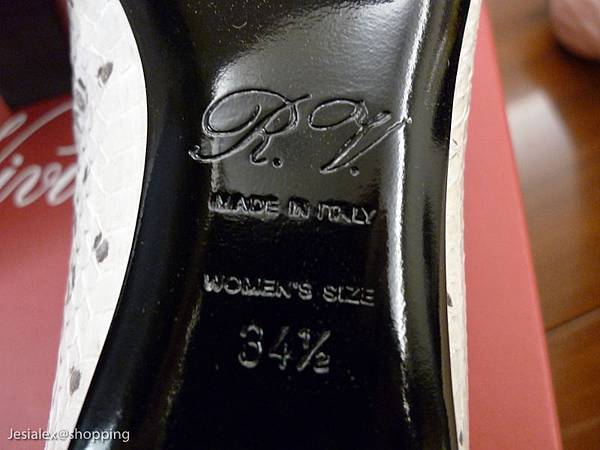 R.V.
MADE IN ITALY
WOMEN'S SIZE
34½
Jesialex@shopping